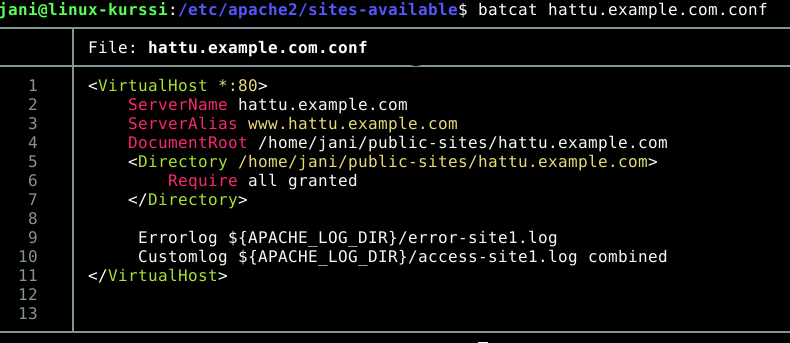 jani@linux-kurssi:/etc/apache2/sites-available$ batcat hattu.example.com.conf
File: hattu.example.com.conf
1 <VirtualHost *:80>
2     ServerName hattu.example.com
3     ServerAlias www.hattu.example.com
4     DocumentRoot /home/jani/public-sites/hattu.example.com
5     <Directory /home/jani/public-sites/hattu.example.com>
6         Require all granted
7     </Directory>
8
9      Errorlog ${APACHE_LOG_DIR}/error-site1.log
10      Customlog ${APACHE_LOG_DIR}/access-site1.log combined
11 </VirtualHost>
12
13